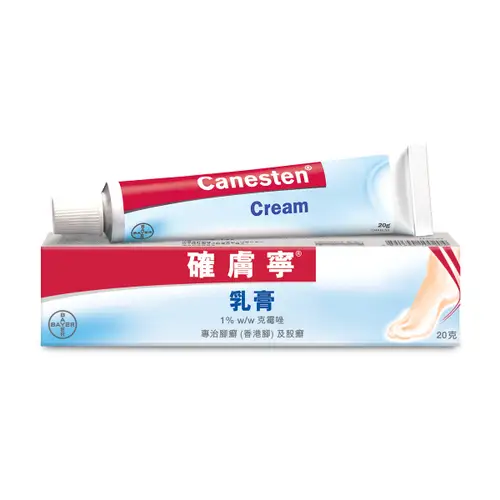 Canesten®
Cream
20g
BAYER
確膚寧®
乳膏
1% w/w 克霉唑
專治腳癬 (香港腳) 及股癬
20克
BAYER